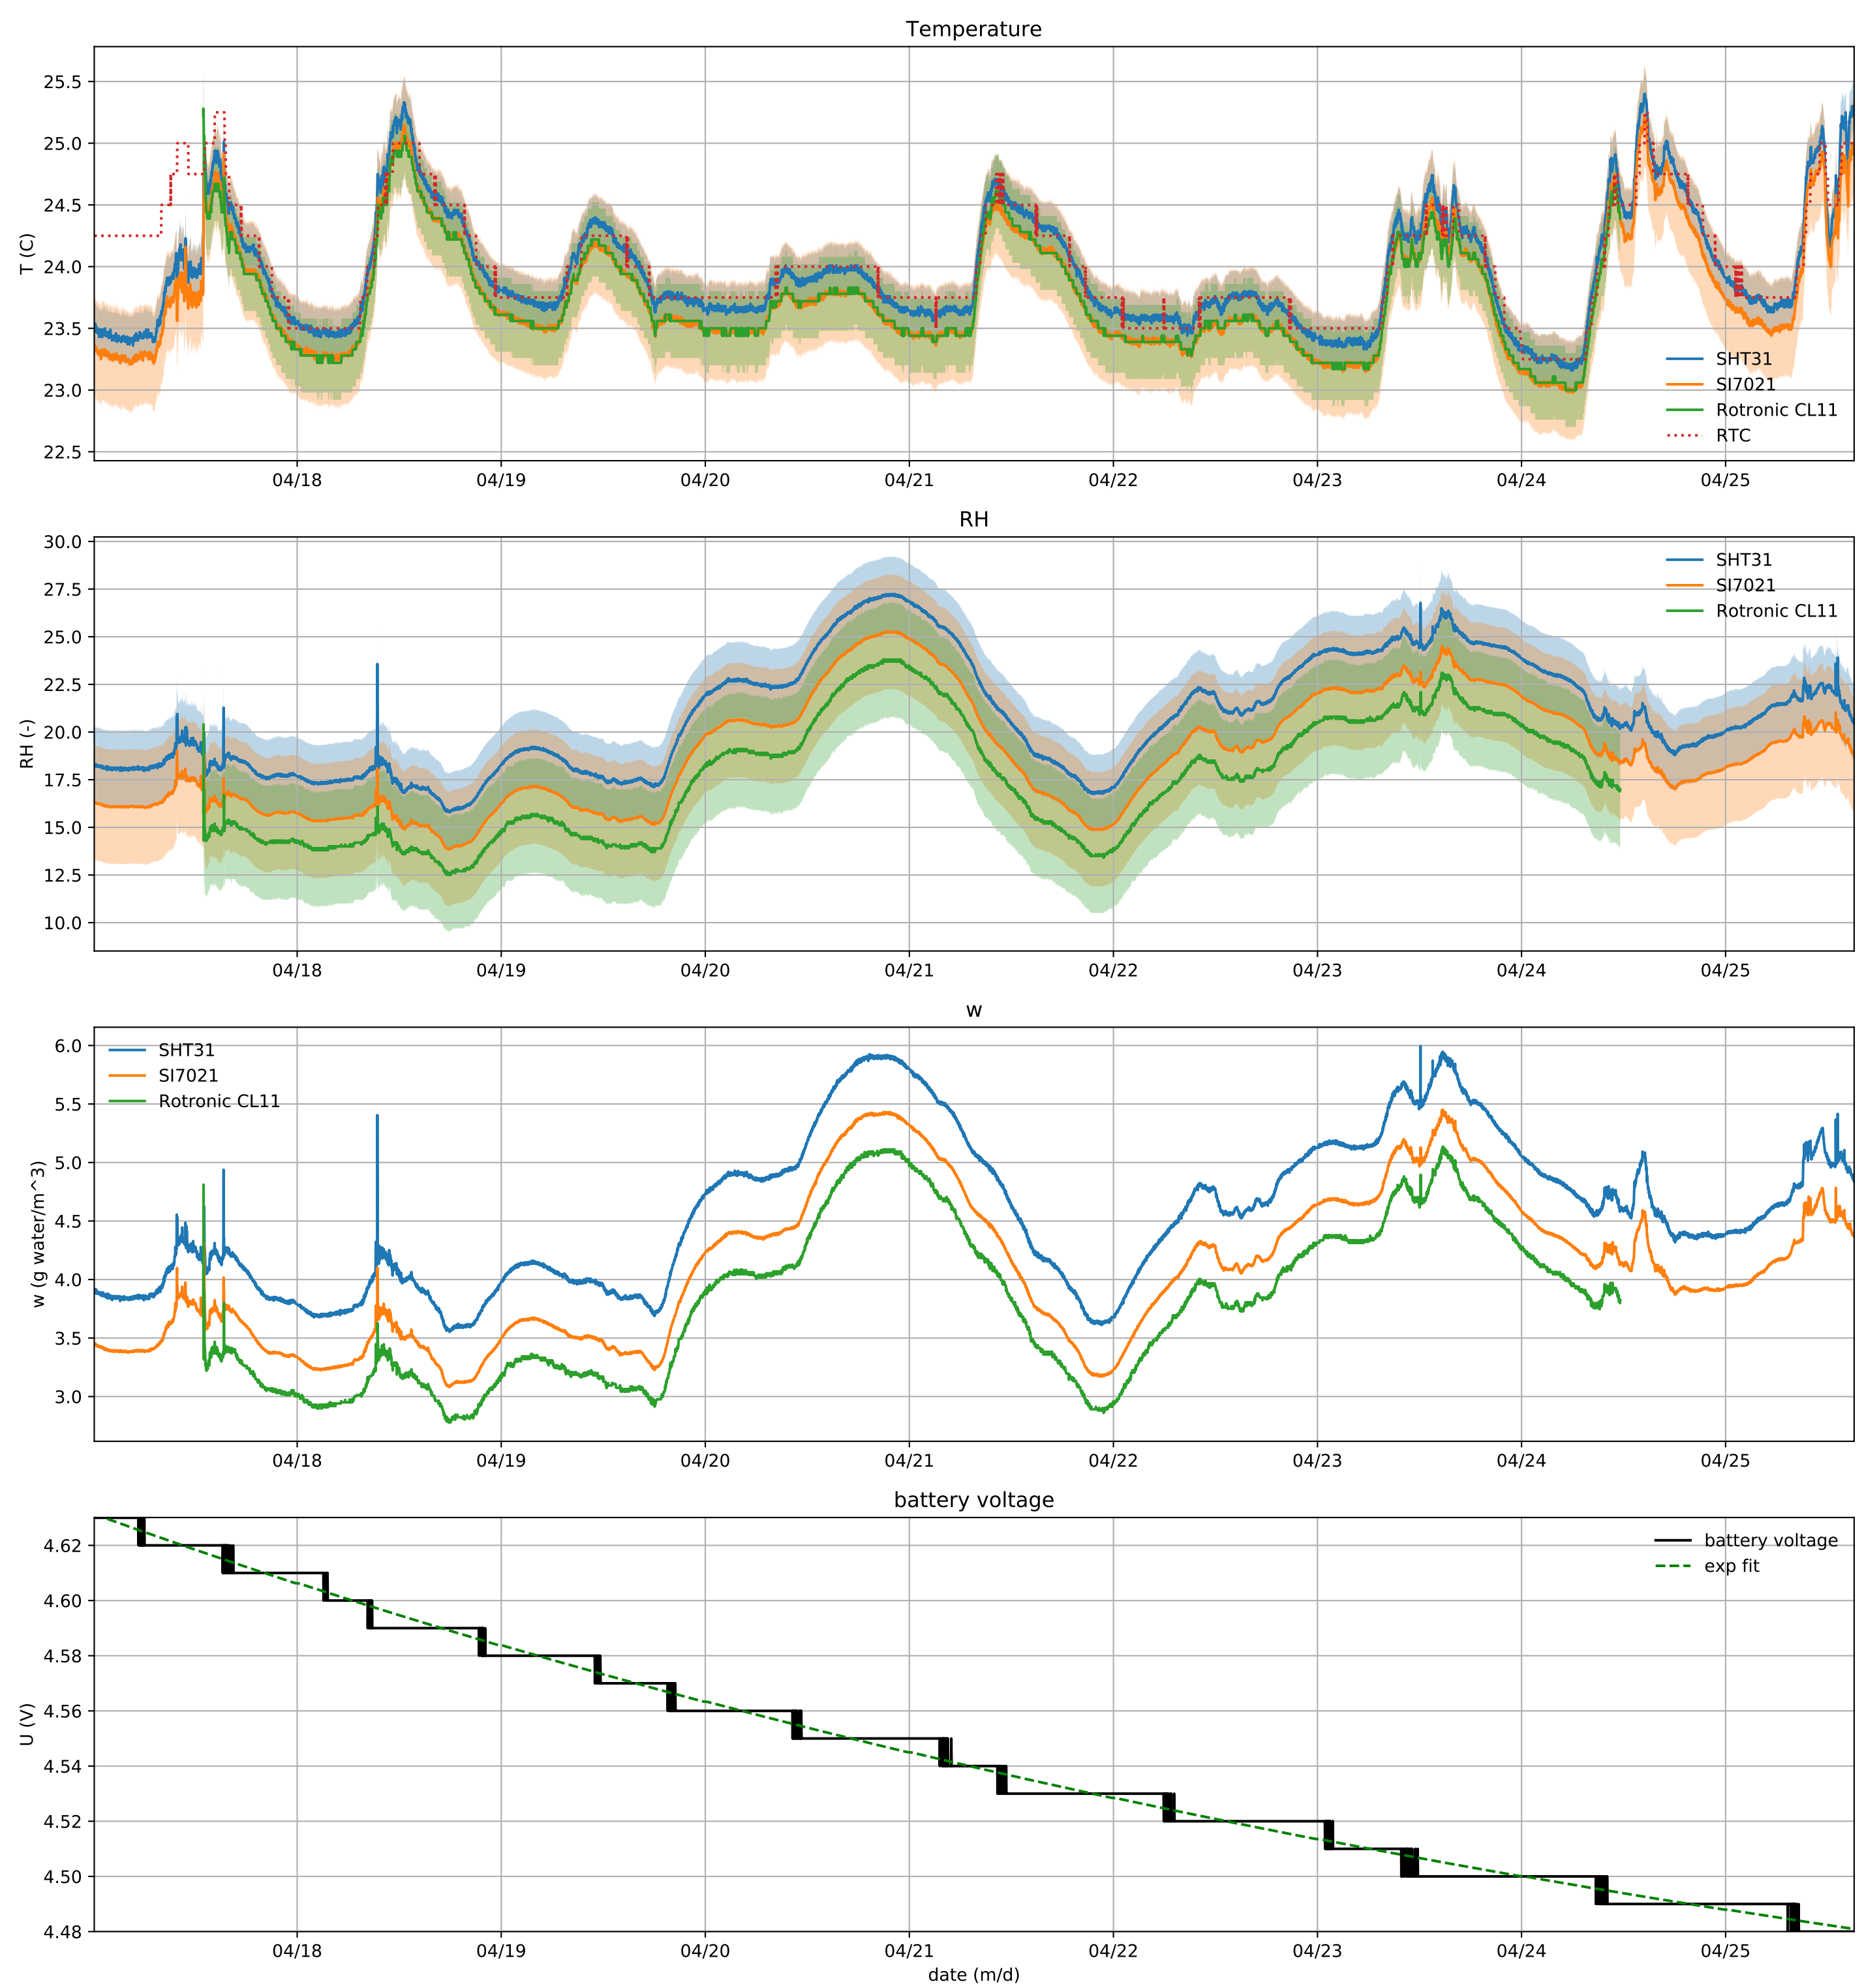 Temperature
T (C)
25.5
25.0
24.5
24.0
23.5
23.0
22.5
SHT31
SI7021
Rotronic CL11
RTC
04/18 04/19 04/20 04/21 04/22 04/23 04/24 04/25
RH
RH (-)
30.0
27.5
25.0
22.5
20.0
17.5
15.0
12.5
10.0
SHT31
SI7021
Rotronic CL11
04/18 04/19 04/20 04/21 04/22 04/23 04/24 04/25
w
w (g water/m^3)
6.0
5.5
5.0
4.5
4.0
3.5
3.0
SHT31
SI7021
Rotronic CL11
04/18 04/19 04/20 04/21 04/22 04/23 04/24 04/25
battery voltage
U (V)
4.62
4.60
4.58
4.56
4.54
4.52
4.50
4.48
battery voltage
exp fit
04/18 04/19 04/20 04/21 04/22 04/23 04/24 04/25
date (m/d)